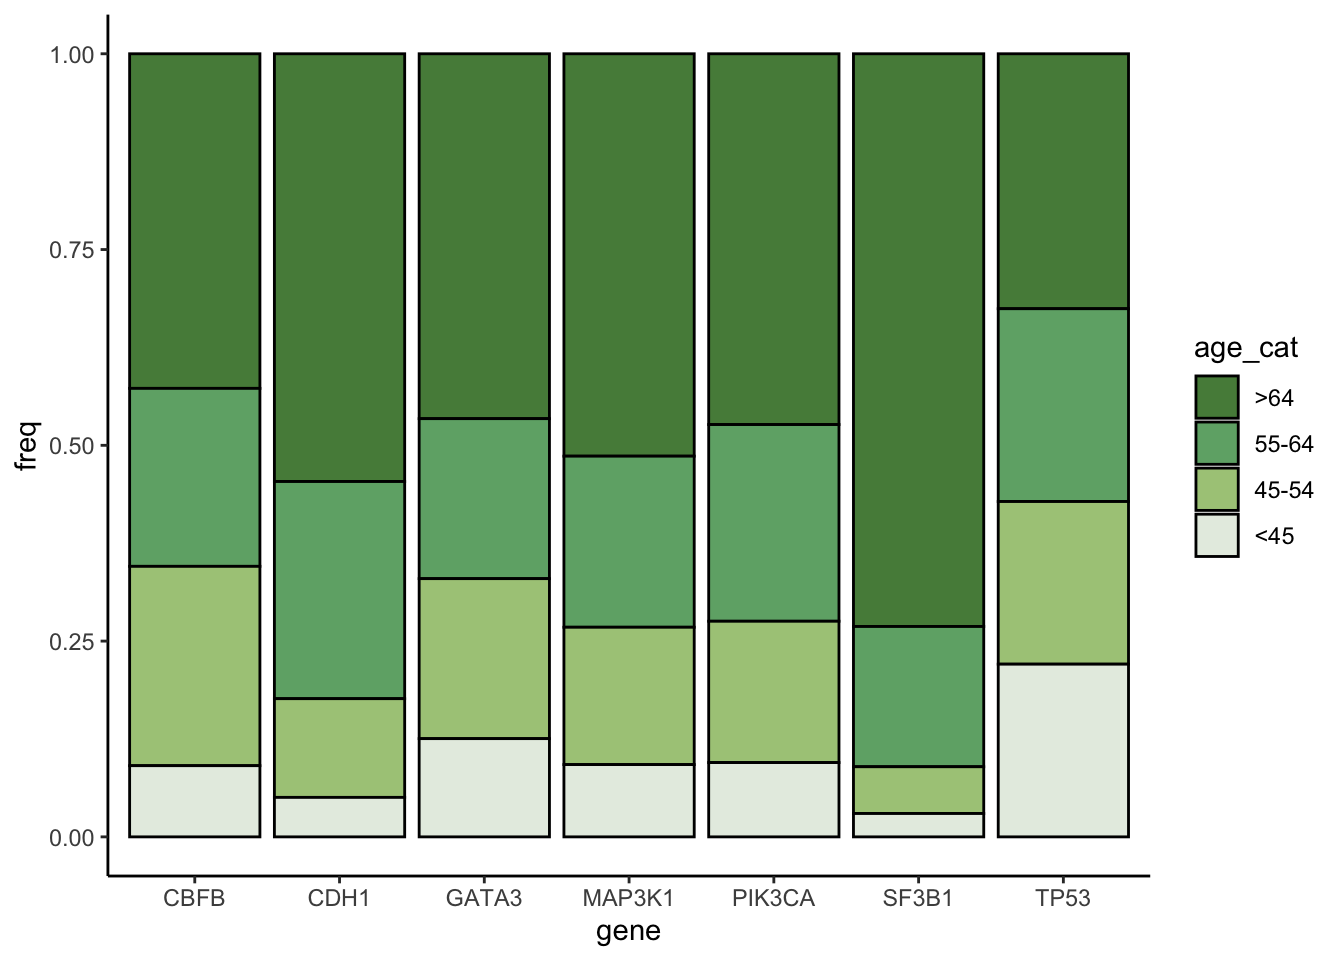 1.00
0.75
0.50
0.25
0.00
freq
CBFB CDH1 GATA3 MAP3K1 PIK3CA SF3B1 TP53
gene
age_cat
>64
55-64
45-54
<45